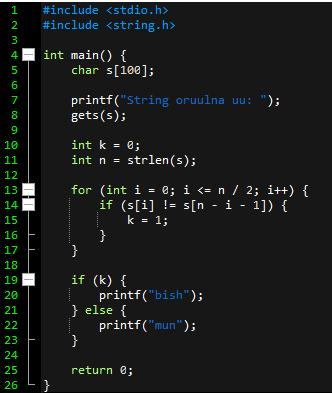 1 #include <stdio.h>
2 #include <string.h>
3
4 int main() {
5 char s[100];
6
7 printf("String oruulna uu: ");
8 gets(s);
9
10 int k = 0;
11 int n = strlen(s);
12
13 for (int i = 0; i <= n / 2; i++) {
14 if (s[i] != s[n - i - 1]) {
15 k = 1;
16 }
17 }
18
19 if (k) {
20 printf("bish");
21 } else {
22 printf("mun");
23 }
24
25 return 0;
26 }